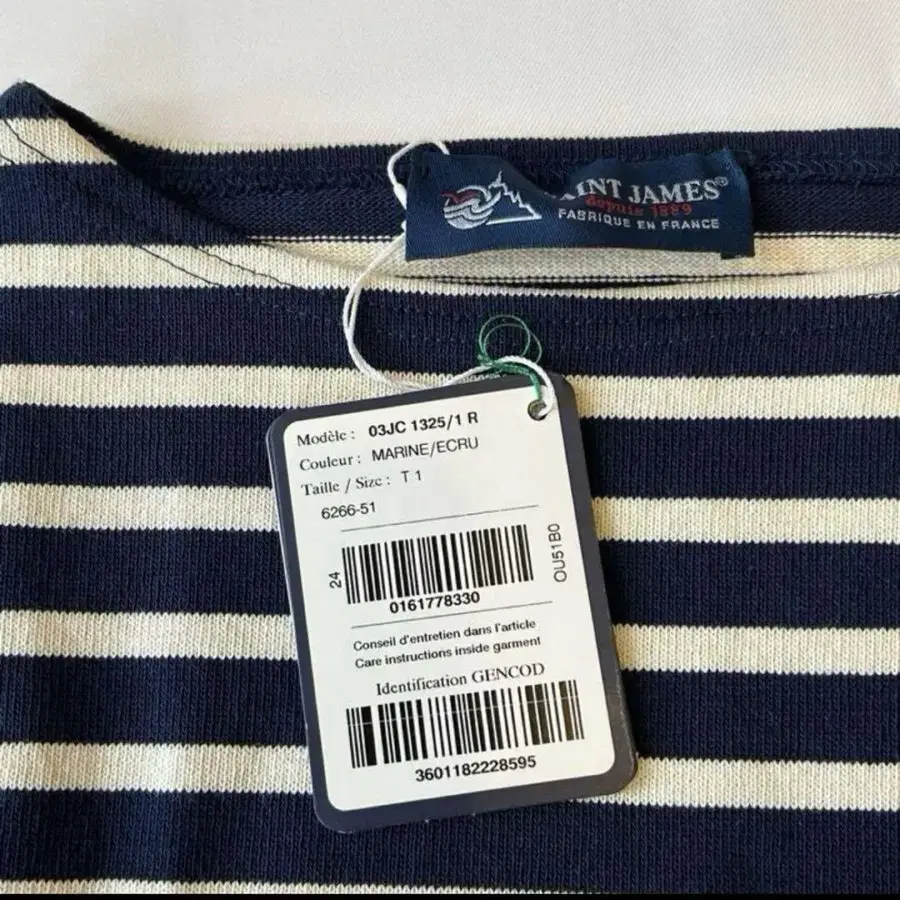 AINT JAMES®
depuis 1889
FABRIQUE EN FRANCE
Modèle : 03JC 1325/1 R
Couleur : MARINE/ECRU
Taille / Size : T 1
6266-51
24
OU51B0
0161778330
Conseil d'entretien dans l'article
Care instructions inside garment
Identification GENCOD
3601182228595